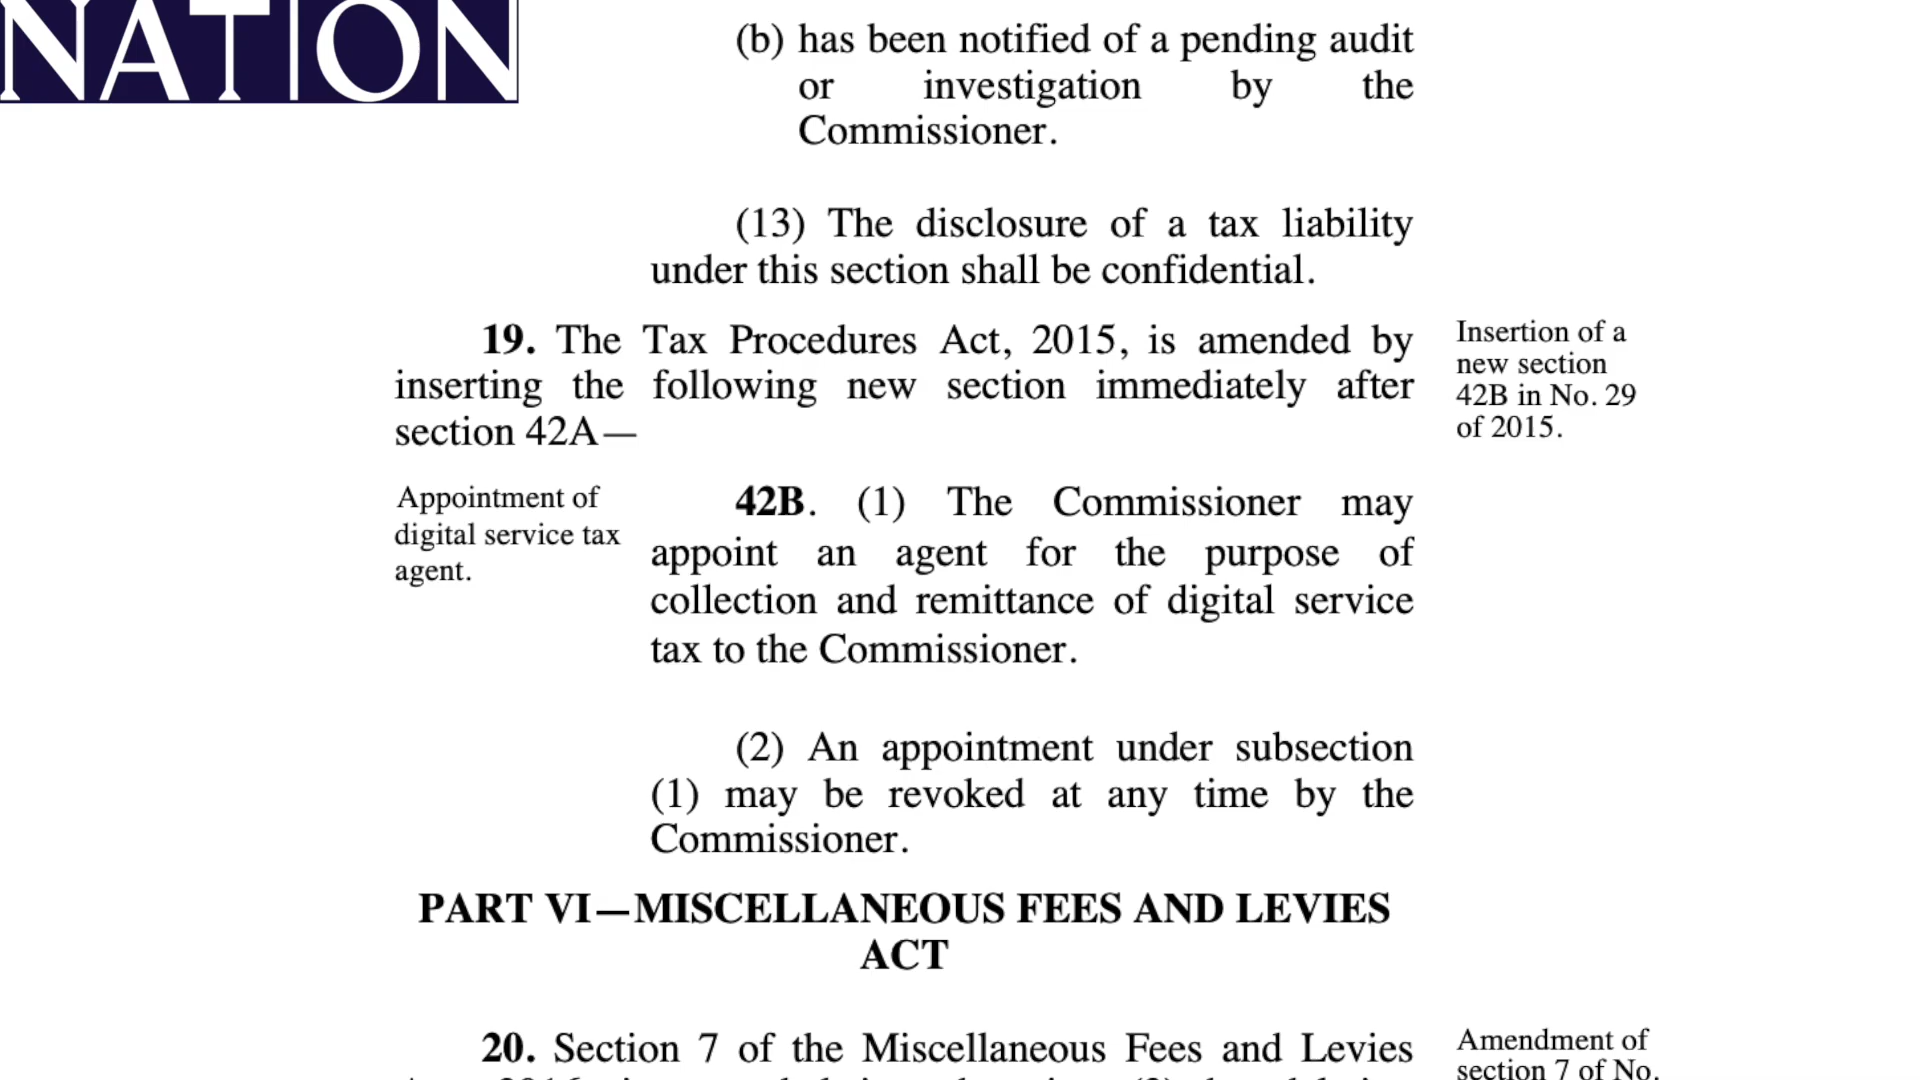 NATION
(b) has been notified of a pending audit
or investigation by the
Commissioner.
(13) The disclosure of a tax liability
under this section shall be confidential.
19. The Tax Procedures Act, 2015, is amended by
inserting the following new section immediately after
section 42A—
Insertion of a
new section
42B in No. 29
of 2015.
Appointment of
digital service tax
agent.
42B. (1) The Commissioner may
appoint an agent for the purpose of
collection and remittance of digital service
tax to the Commissioner.
(2) An appointment under subsection
(1) may be revoked at any time by the
Commissioner.
PART VI—MISCELLANEOUS FEES AND LEVIES
ACT
20. Section 7 of the Miscellaneous Fees and Levies
Amendment of
section 7 of No.